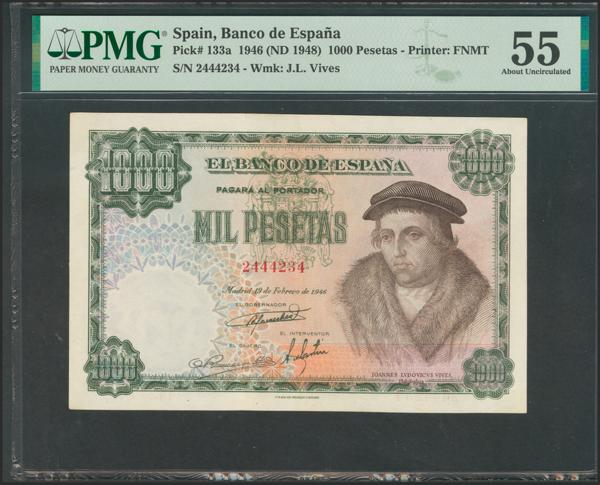 PMG
PAPER MONEY GUARANTY
Spain, Banco de España
Pick# 133a 1946 (ND 1948) 1000 Pesetas - Printer: FNMT
S/N 2444234 - Wmk: J.L. Vives
55
About Uncirculated
1000
1000
EL BANCO DE ESPAÑA
PAGARÁ AL PORTADOR
MIL PESETAS
2444234
Madrid 19 de Febrero de 1946
EL GOBERNADOR
EL INTERVENTOR
EL CAJERO
1000
1000
IOANNES LVDOVICVS VIVES